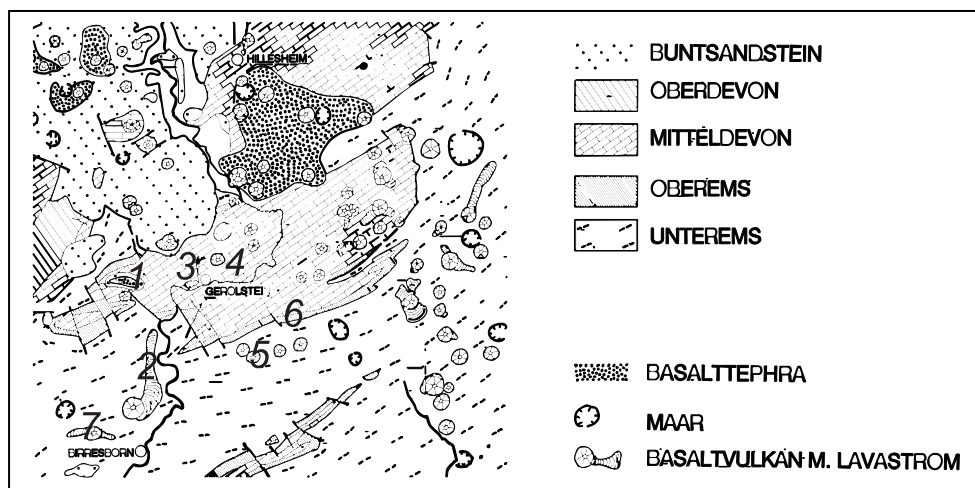 HILLESHEIM
1
3
4
GEROLSTEI
6
5
2
7
BIRRESBORN
BUNTSANDSTEIN
OBERDEVON
MITTELDEVON
OBEREMS
UNTEREMS
BASALTTEPHRA
MAAR
BASALTVULKAN M. LAVASTROM